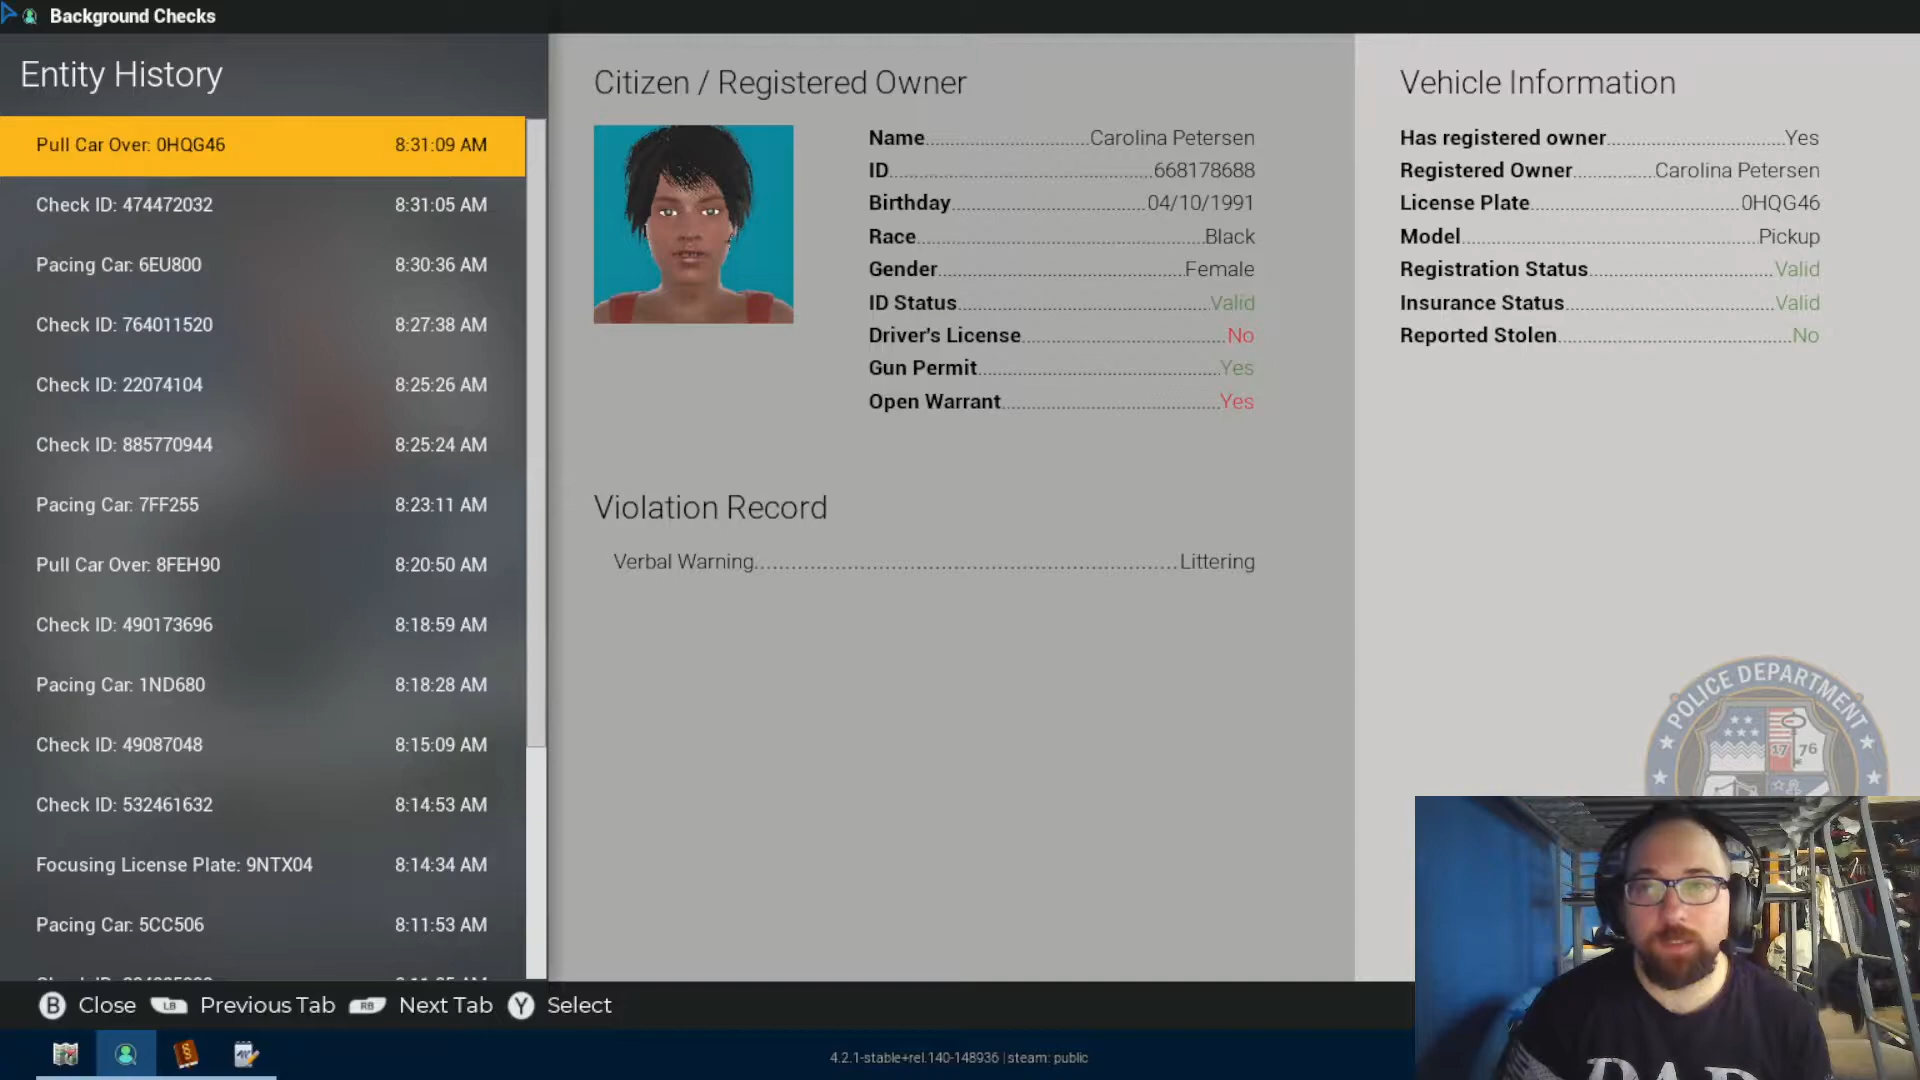 Background Checks
Entity History
Pull Car Over: 0HQG46 8:31:09 AM
Check ID: 474472032 8:31:05 AM
Pacing Car: 6EU800 8:30:36 AM
Check ID: 764011520 8:27:38 AM
Check ID: 22074104 8:25:26 AM
Check ID: 885770944 8:25:24 AM
Pacing Car: 7FF255 8:23:11 AM
Pull Car Over: 8FEH90 8:20:50 AM
Check ID: 490173696 8:18:59 AM
Pacing Car: 1ND680 8:18:28 AM
Check ID: 49087048 8:15:09 AM
Check ID: 532461632 8:14:53 AM
Focusing License Plate: 9NTX04 8:14:34 AM
Pacing Car: 5CC506 8:11:53 AM
Citizen / Registered Owner
Name Carolina Petersen
ID 668178688
Birthday 04/10/1991
Race Black
Gender Female
ID Status Valid
Driver's License No
Gun Permit Yes
Open Warrant Yes
Violation Record
Verbal Warning Littering
Vehicle Information
Has registered owner Yes
Registered Owner Carolina Petersen
License Plate 0HQG46
Model Pickup
Registration Status Valid
Insurance Status Valid
Reported Stolen No
POLICE DEPARTMENT
17 76
B Close LB Previous Tab RB Next Tab Y Select
4.2.1-stable+rel.140-148936 | steam: public